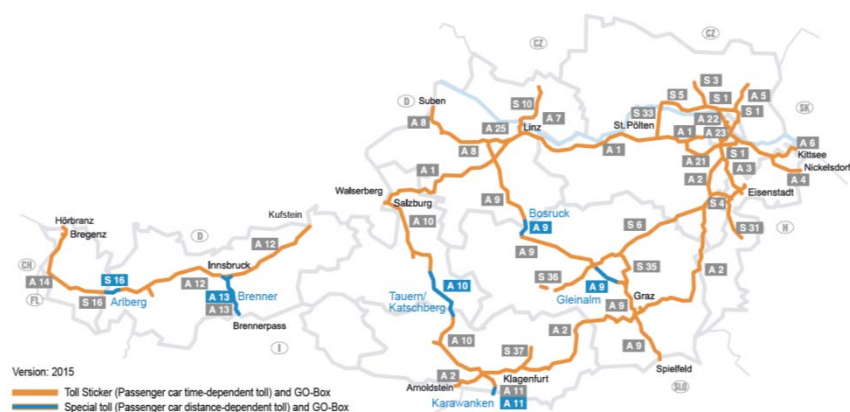 CZ
CZ
S 3
D
Suben
S 10
S 5
S 1
A 5
S 33
A 7
A 8
A 25
Linz
St. Pölten
A 22
S 1
SK
A 1
A 23
A 6
A 8
A 1
S 1
Kittsee
A 21
A 3
Nickelsdorf
A 1
A 2
A 4
Walserberg
A 9
Eisenstadt
Salzburg
S 4
Hörbranz
Kufstein
A 10
Bosruck
A 9
S 6
Bregenz
D
S 31
H
A 12
A 9
CH
Innsbruck
S 36
S 35
A 2
A 14
S 16
A 12
A 13
Brenner
A 10
A 9
FL
S 16
Arlberg
A 13
Tauern/
Katschberg
Gleinalm
A 9
Graz
Brennerpass
A 10
A 2
I
S 37
A 9
Version: 2015
A 2
Klagenfurt
Spielfeld
Arnoldstein
A 11
SLO
Toll Sticker (Passenger car time-dependent toll) and GO-Box
Karawanken
A 11
Special toll (Passenger car distance-dependent toll) and GO-Box